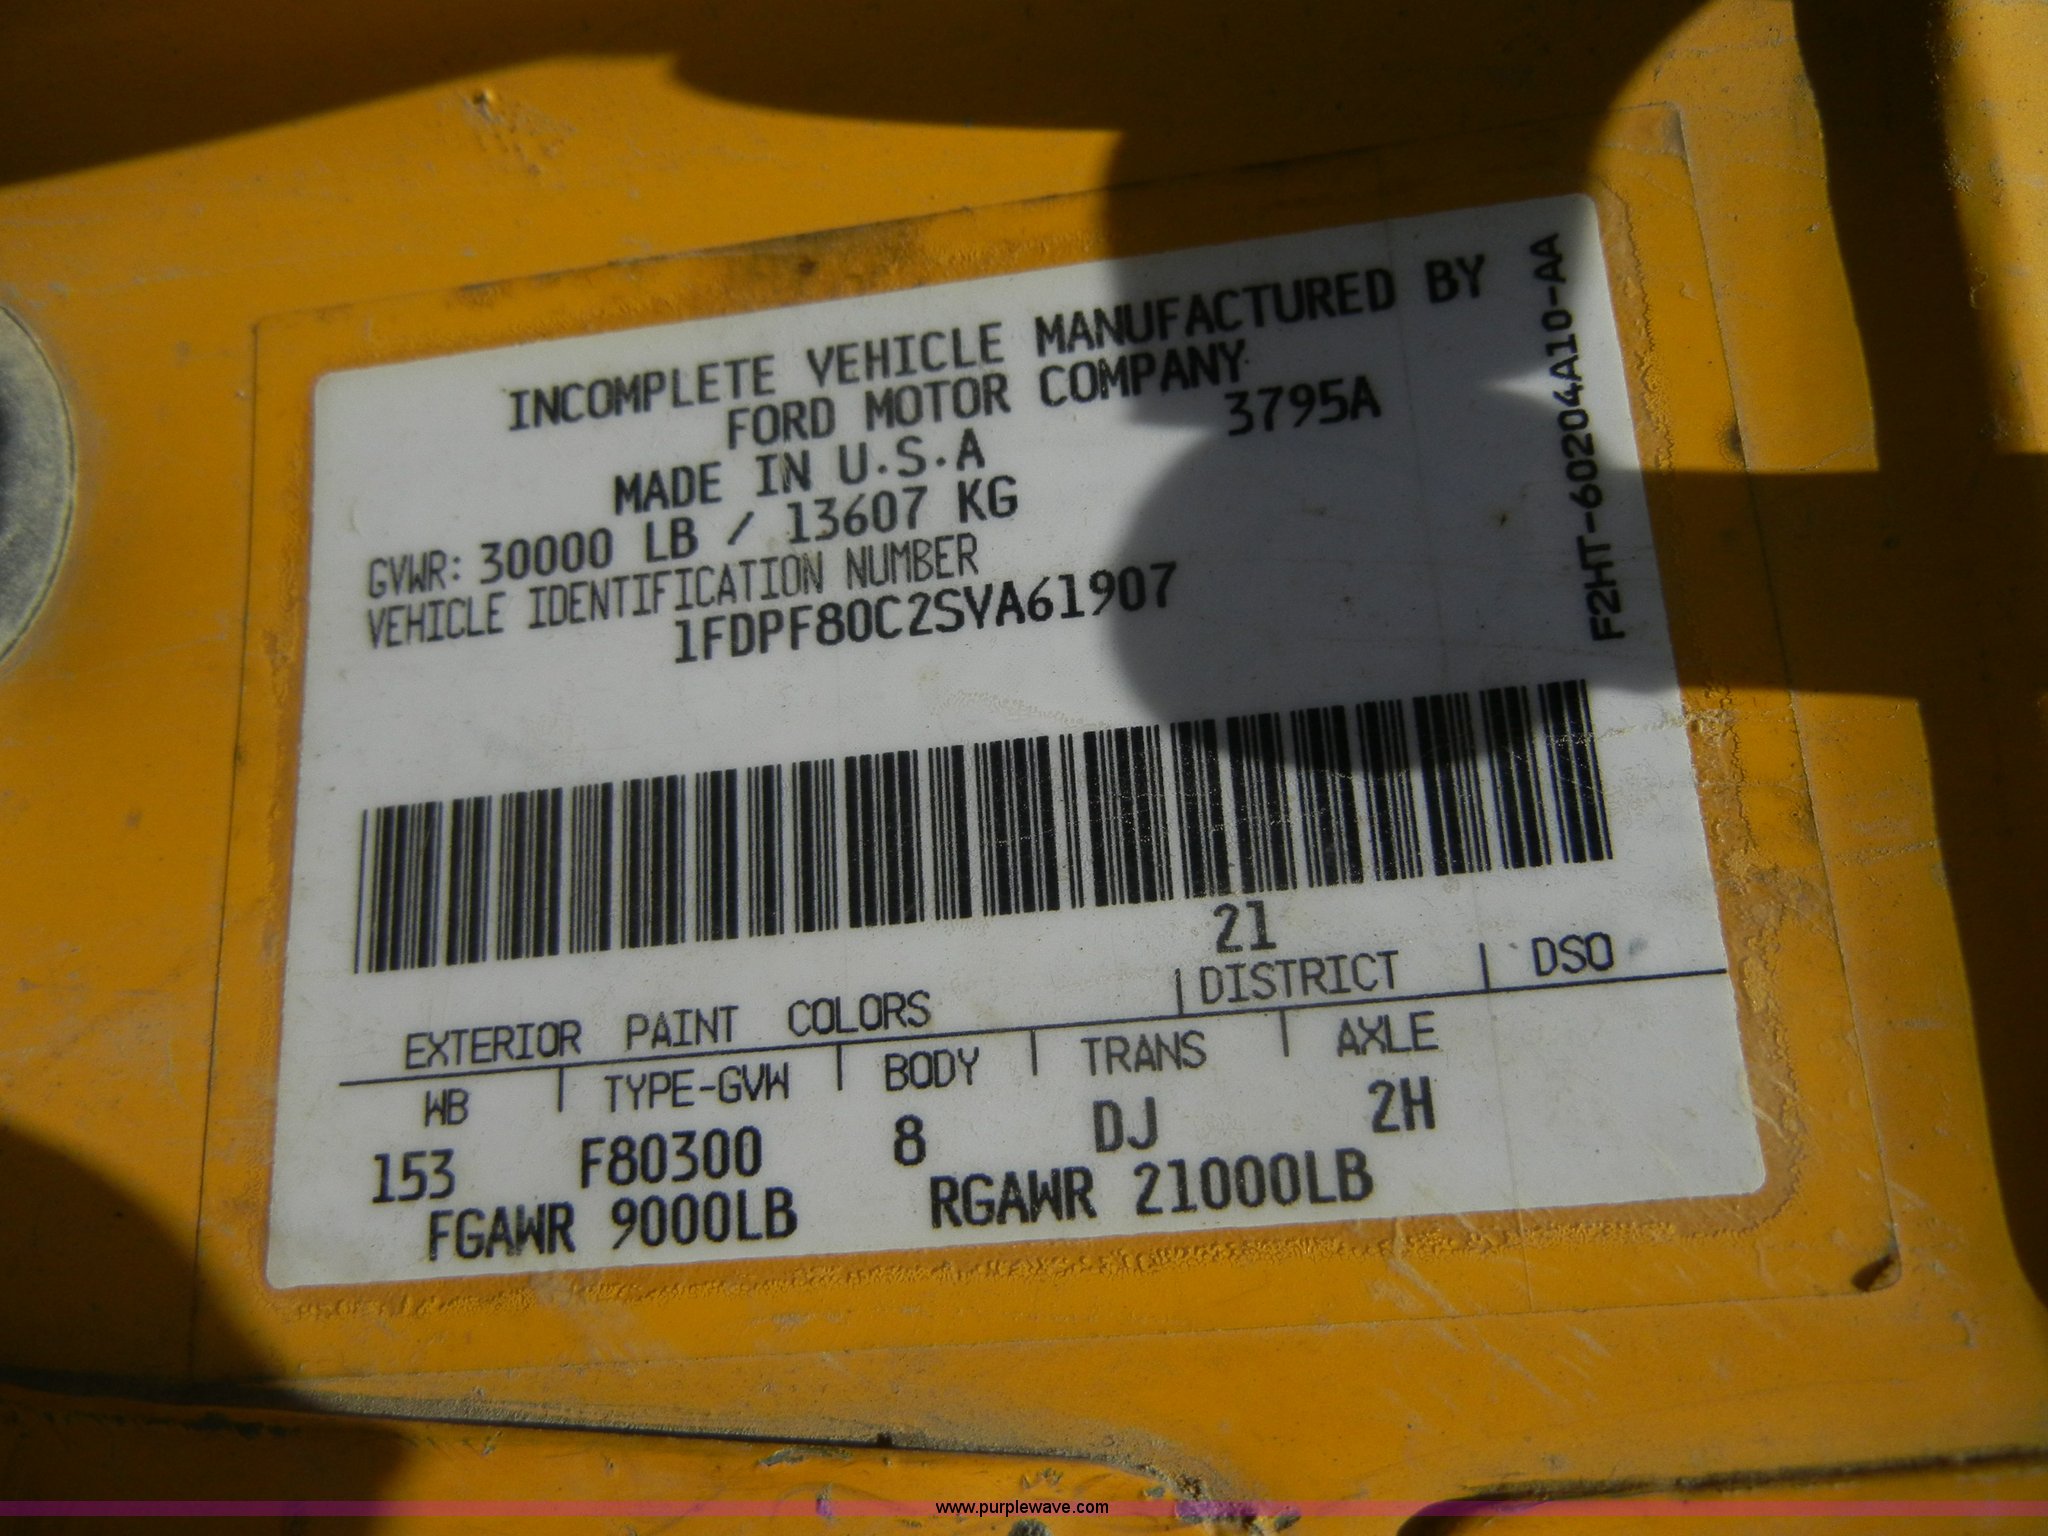 INCOMPLETE VEHICLE MANUFACTURED BY
FORD MOTOR COMPANY
3795A
MADE IN U.S.A
GVWR: 30000 LB / 13607 KG
VEHICLE IDENTIFICATION NUMBER
1FDPF80C2SVA61907
F2HT-60204A10-AA
21
EXTERIOR PAINT COLORS DISTRICT DSO
WB TYPE-GVW BODY TRANS AXLE
153 F80300 8 DJ 2H
FGAWR 9000LB RGAWR 21000LB
www.purplewave.com